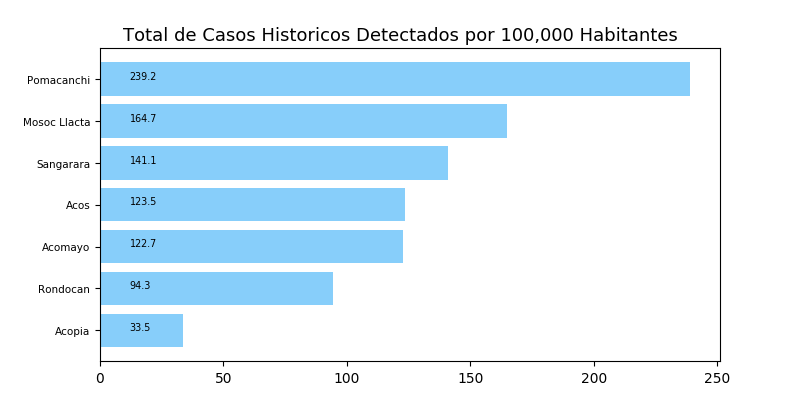 Total de Casos Historicos Detectados por 100,000 Habitantes
Pomacanchi 239.2
Mosoc Llacta 164.7
Sangarara 141.1
Acos 123.5
Acomayo 122.7
Rondocan 94.3
Acopia 33.5
0 50 100 150 200 250